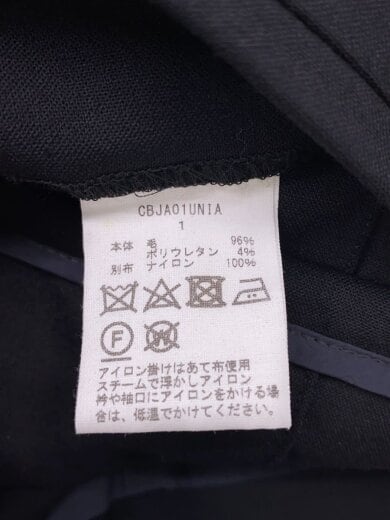 CBJA01UNIA
1
本体 毛 96%
ポリウレタン 4%
別布 ナイロン 100%
F
W
アイロン掛けはあて布使用
スチームで浮かしアイロン
衿や袖口にアイロンをかける場
合は、低温でかけてください。